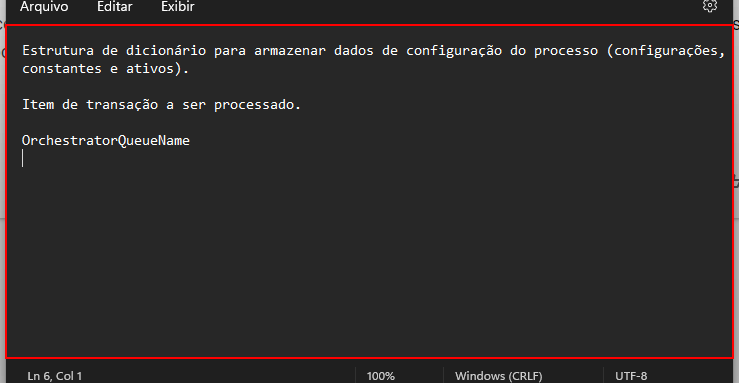 Arquivo Editar Exibir
Estrutura de dicionário para armazenar dados de configuração do processo (configurações,
constantes e ativos).
Item de transação a ser processado.
OrchestratorQueueName
Ln 6, Col 1 100% Windows (CRLF) UTF-8